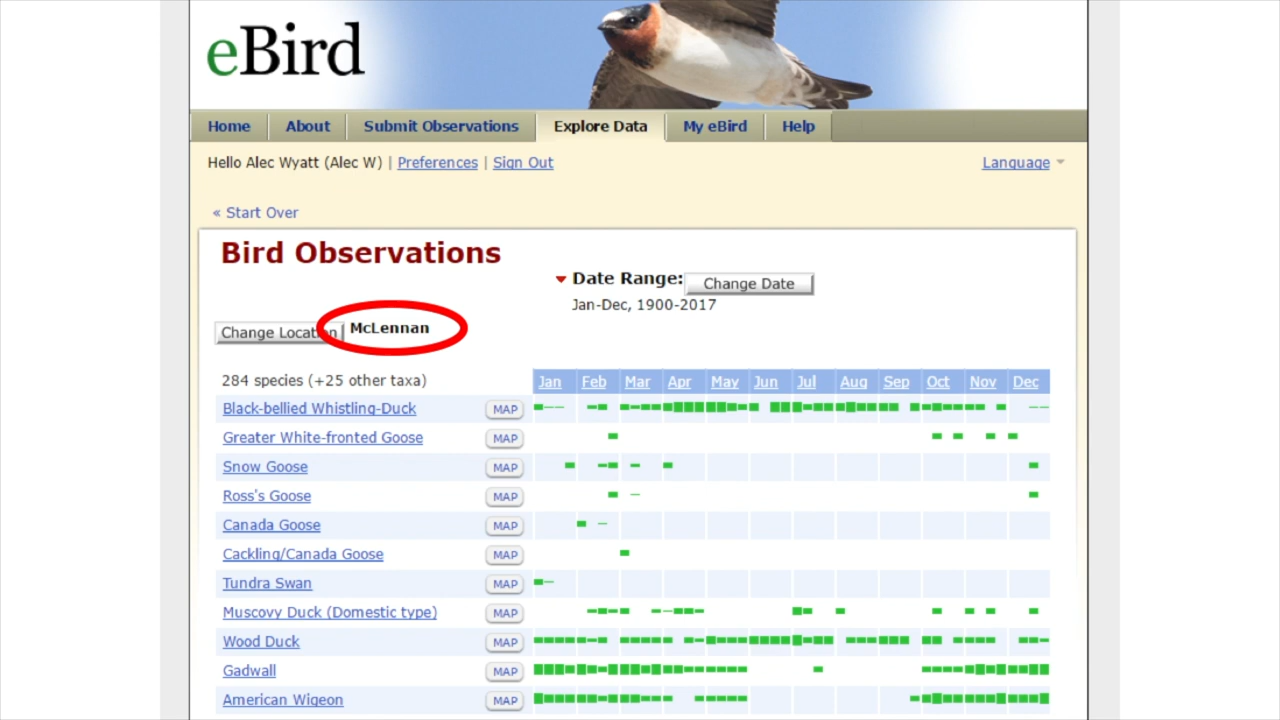 eBird
Home About Submit Observations Explore Data My eBird Help
Hello Alec Wyatt (Alec W) | Preferences | Sign Out Language
« Start Over
Bird Observations
Date Range: Change Date
Jan-Dec, 1900-2017
Change Location McLennan
284 species (+25 other taxa) Jan Feb Mar Apr May Jun Jul Aug Sep Oct Nov Dec
Black-bellied Whistling-Duck MAP
Greater White-fronted Goose MAP
Snow Goose MAP
Ross's Goose MAP
Canada Goose MAP
Cackling/Canada Goose MAP
Tundra Swan MAP
Muscovy Duck (Domestic type) MAP
Wood Duck MAP
Gadwall MAP
American Wigeon MAP